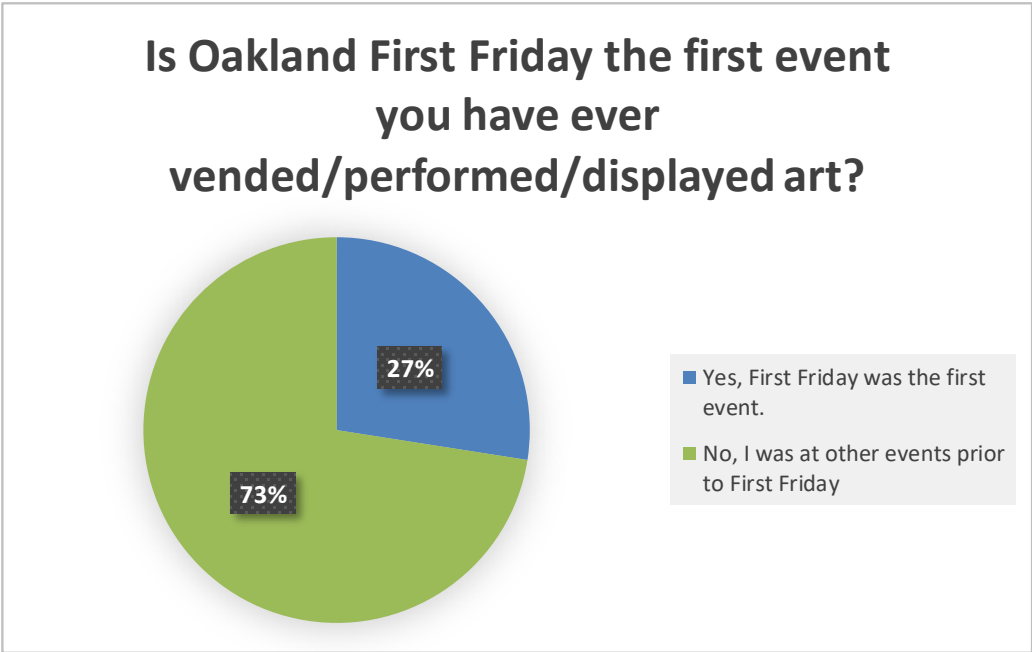 Is Oakland First Friday the first event
you have ever
vended/performed/displayed art?
27%
73%
Yes, First Friday was the first
event.
No, I was at other events prior
to First Friday